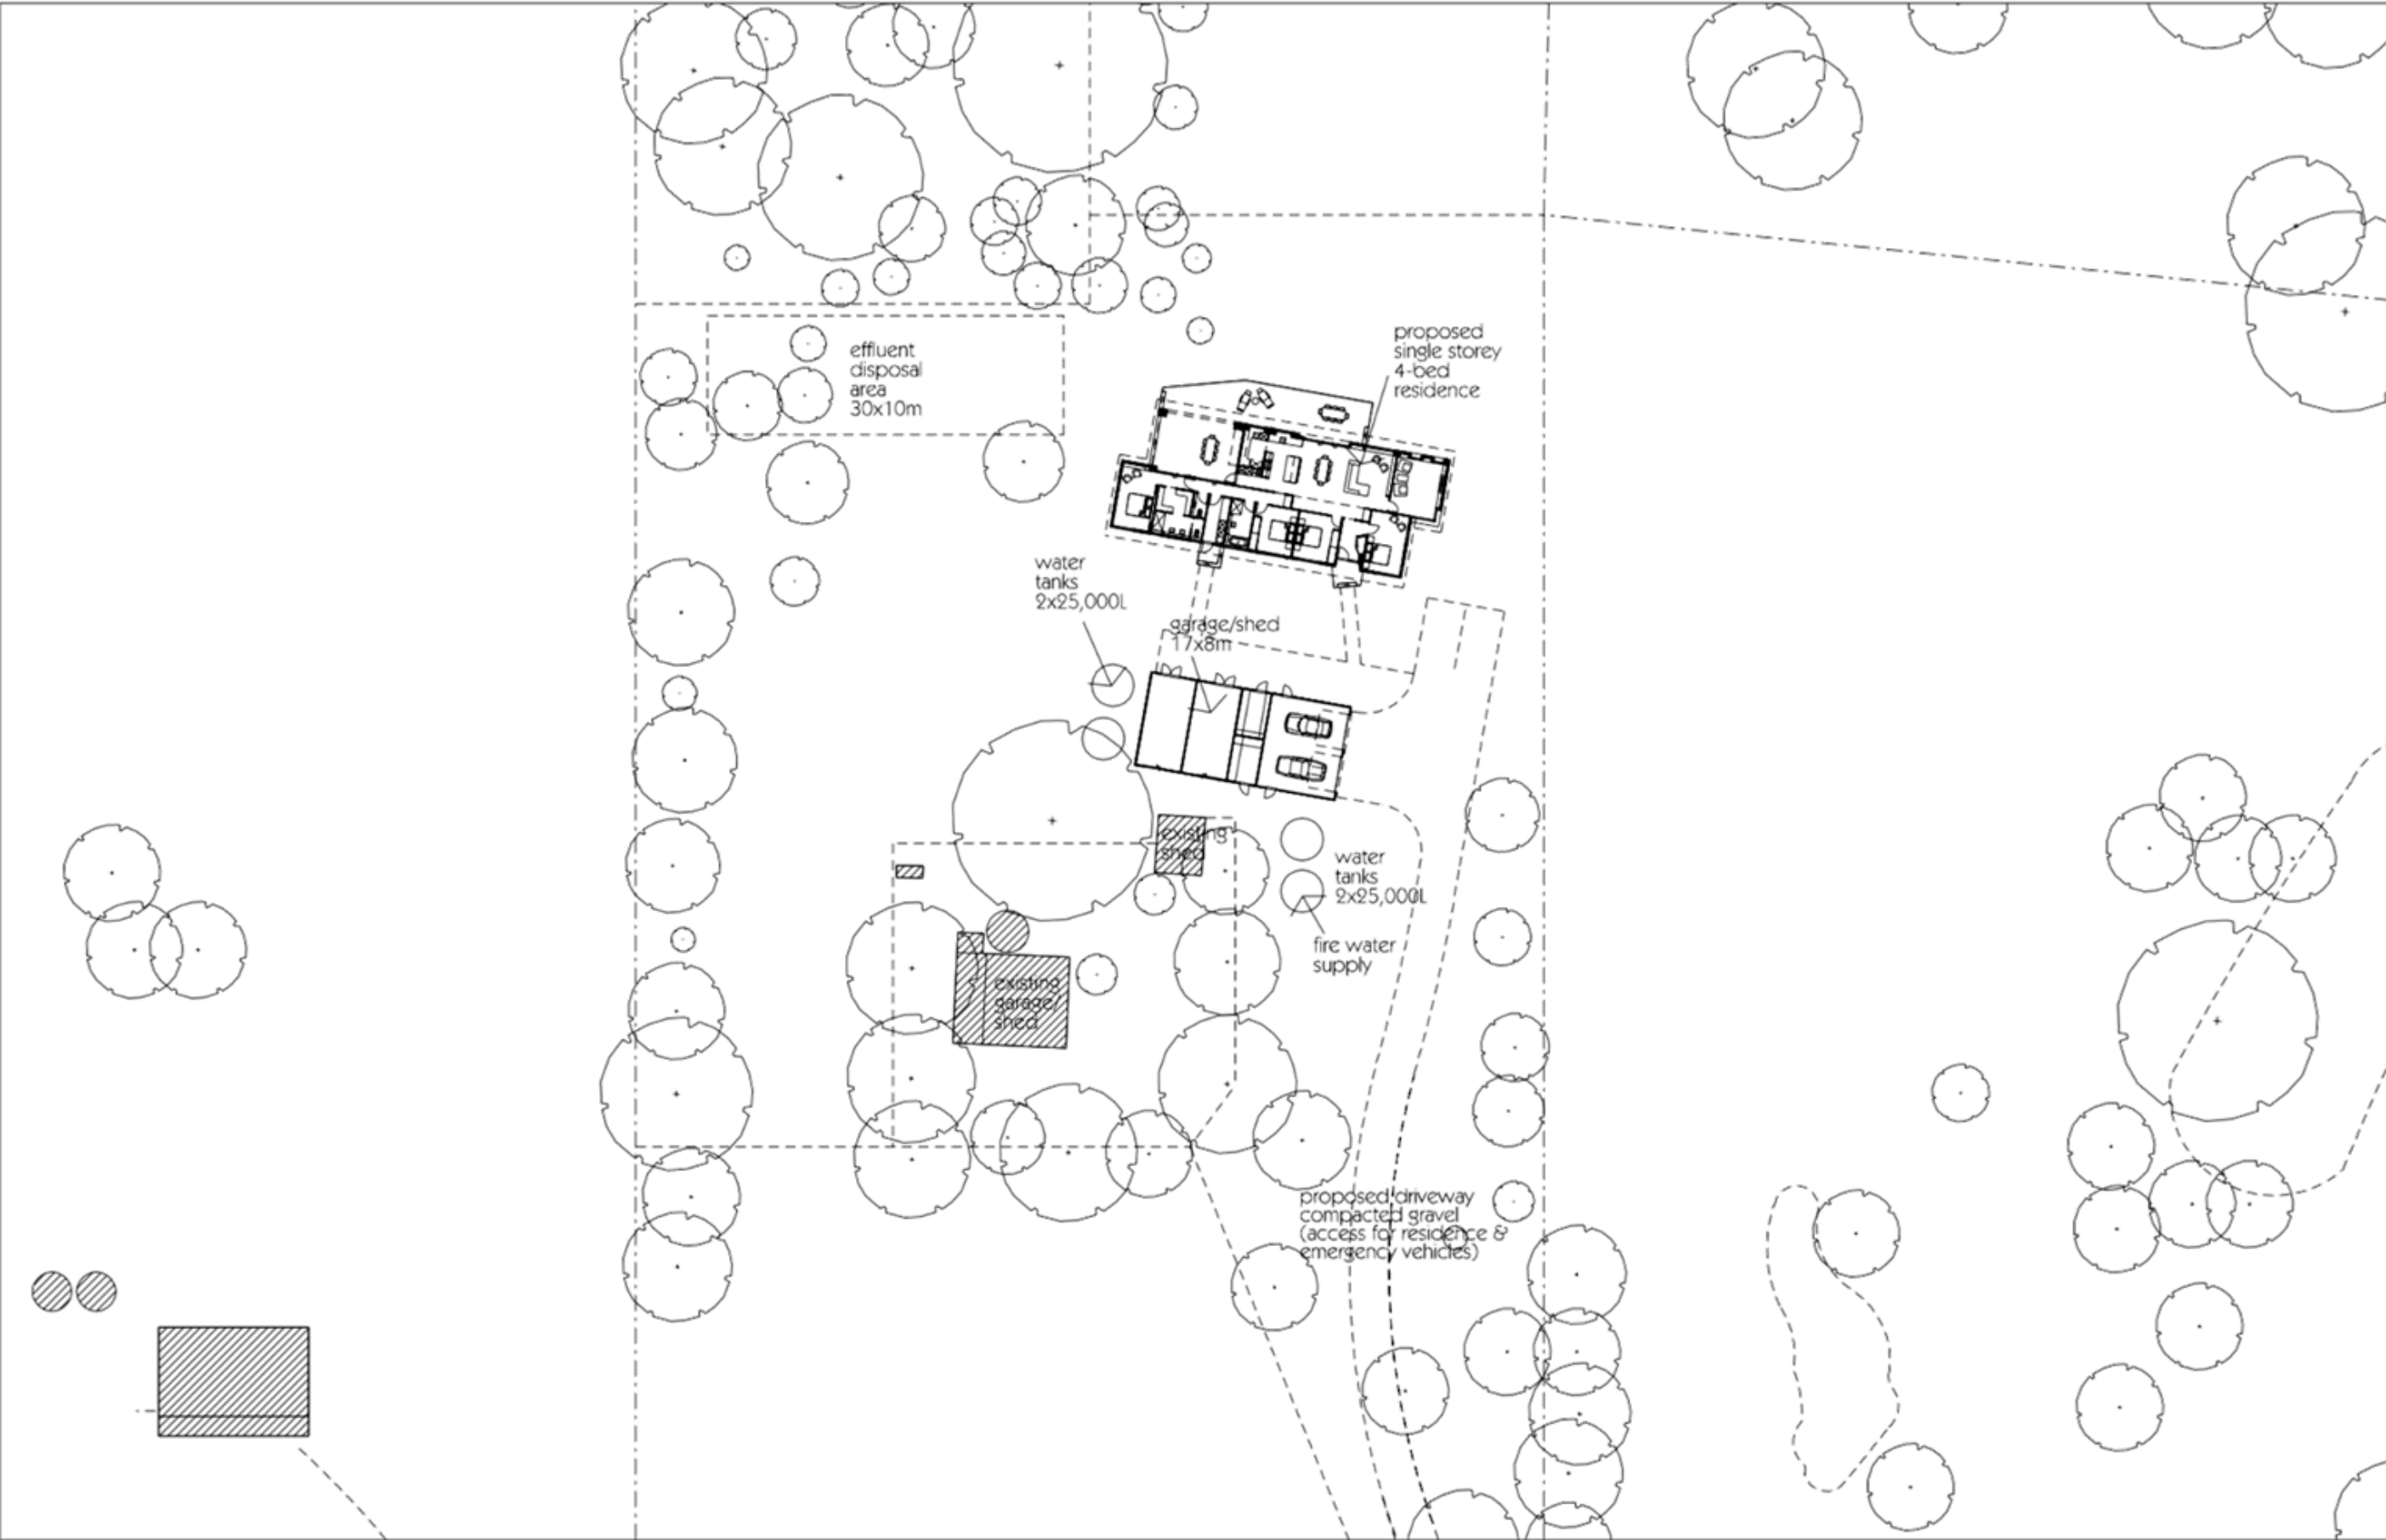 proposed
single storey
4-bed
residence
effluent
disposal
area
30x10m
water
tanks
2x25,000L
garage/shed
17x8m
existing
shed
water
tanks
2x25,000L
fire water
supply
existing
garage/
shed
proposed driveway
compacted gravel
(access for residence &
emergency vehicles)